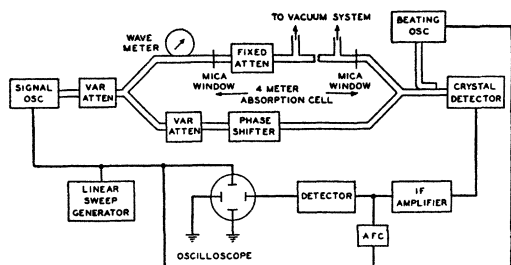 TO VACUUM SYSTEM
BEATING
OSC
WAVE
METER
FIXED
ATTEN
MICA
WINDOW
MICA
WINDOW
4 METER
ABSORPTION CELL
SIGNAL
OSC
VAR
ATTEN
CRYSTAL
DETECTOR
VAR
ATTEN
PHASE
SHIFTER
LINEAR
SWEEP
GENERATOR
DETECTOR
IF
AMPLIFIER
AFC
OSCILLOSCOPE